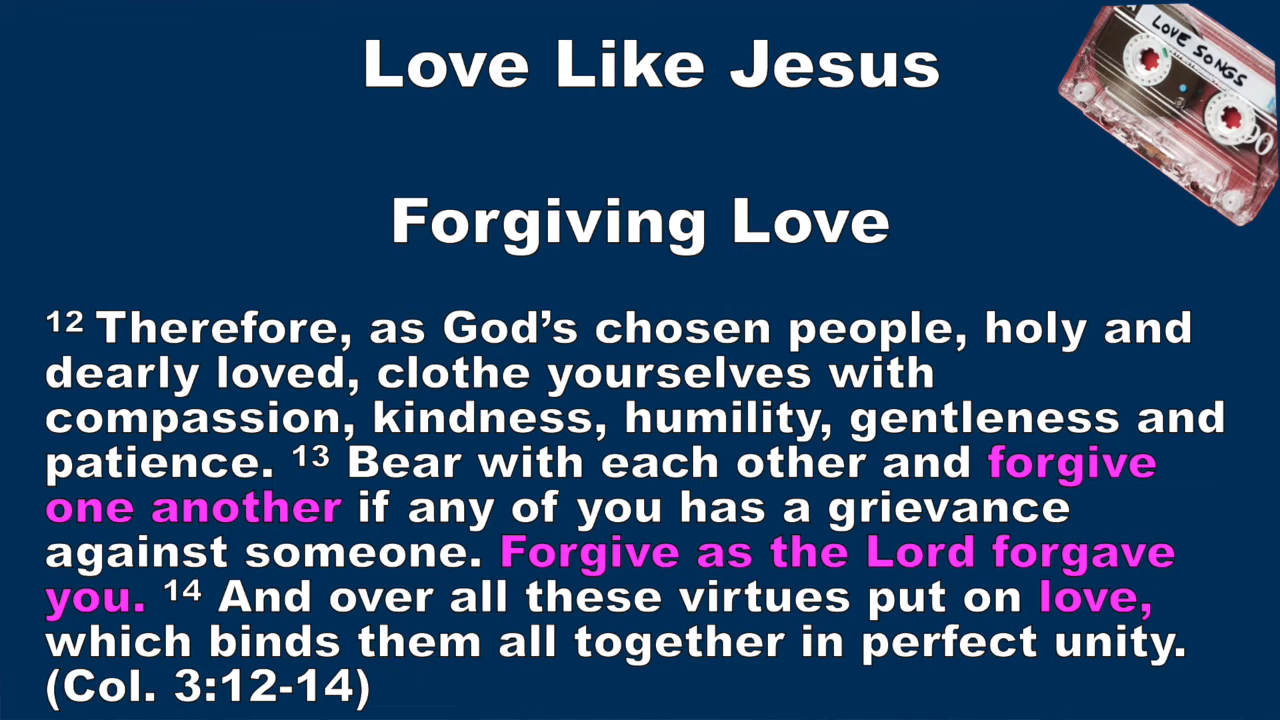 Love Like Jesus
LOVE SONGS
90
Forgiving Love
12 Therefore, as God’s chosen people, holy and
dearly loved, clothe yourselves with
compassion, kindness, humility, gentleness and
patience. 13 Bear with each other and forgive
one another if any of you has a grievance
against someone. Forgive as the Lord forgave
you. 14 And over all these virtues put on love,
which binds them all together in perfect unity.
(Col. 3:12-14)